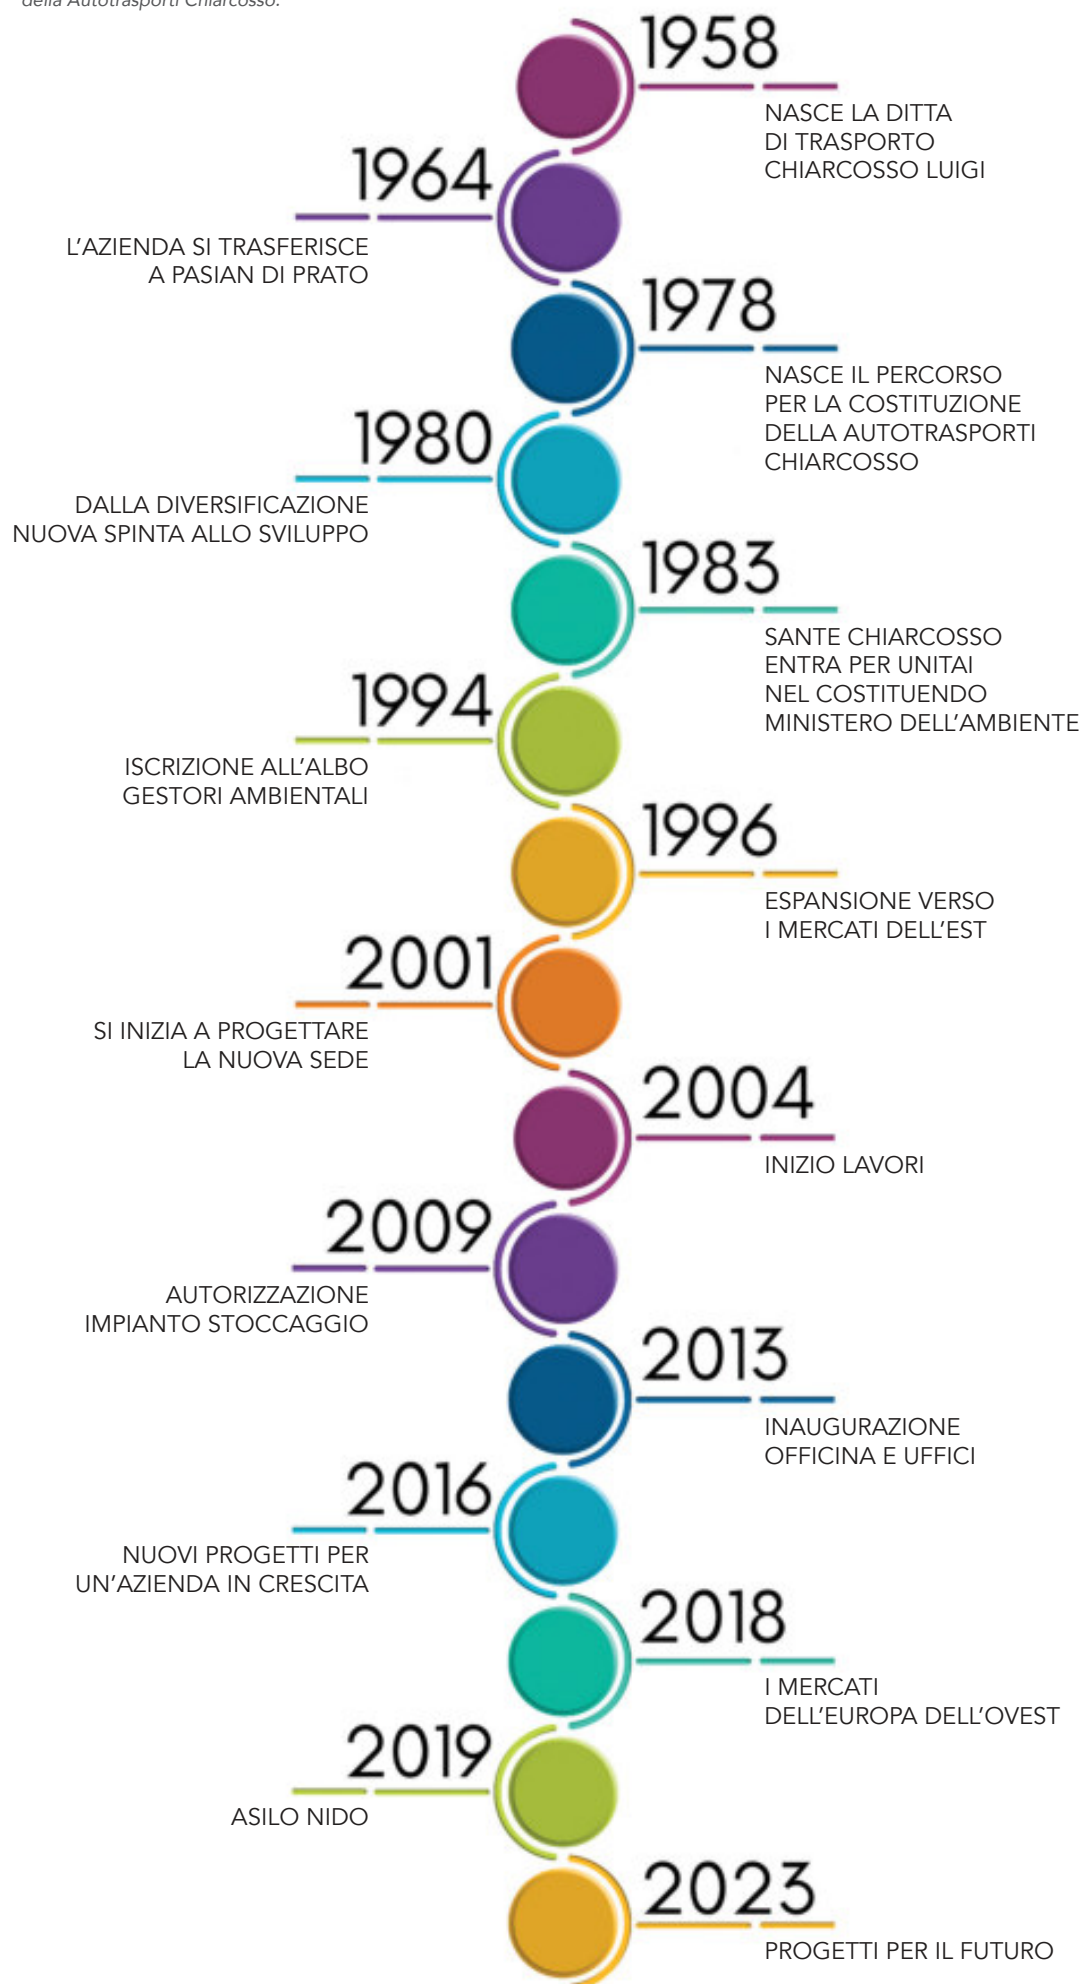 della Autotrasporti Chiarcosso.
1958
NASCE LA DITTA
DI TRASPORTO
CHIARCOSSO LUIGI
1964
L'AZIENDA SI TRASFERISCE
A PASIAN DI PRATO
1978
NASCE IL PERCORSO
PER LA COSTITUZIONE
DELLA AUTOTRASPORTI
CHIARCOSSO
1980
DALLA DIVERSIFICAZIONE
NUOVA SPINTA ALLO SVILUPPO
1983
SANTE CHIARCOSSO
ENTRA PER UNITAI
NEL COSTITUENDO
MINISTERO DELL'AMBIENTE
1994
ISCRIZIONE ALL'ALBO
GESTORI AMBIENTALI
1996
ESPANSIONE VERSO
I MERCATI DELL'EST
2001
SI INIZIA A PROGETTARE
LA NUOVA SEDE
2004
INIZIO LAVORI
2009
AUTORIZZAZIONE
IMPIANTO STOCCAGGIO
2013
INAUGURAZIONE
OFFICINA E UFFICI
2016
NUOVI PROGETTI PER
UN'AZIENDA IN CRESCITA
2018
I MERCATI
DELL'EUROPA DELL'OVEST
2019
ASILO NIDO
2023
PROGETTI PER IL FUTURO